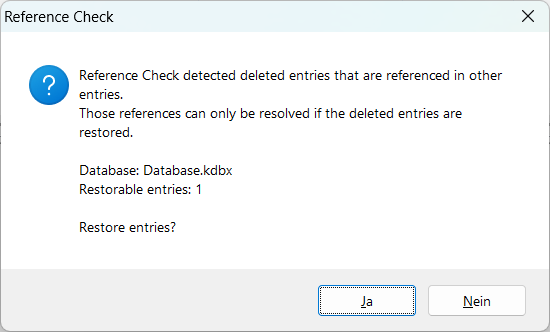 Reference Check
Reference Check detected deleted entries that are referenced in other
entries.
Those references can only be resolved if the deleted entries are
restored.
Database: Database.kdbx
Restorable entries: 1
Restore entries?
Ja
Nein